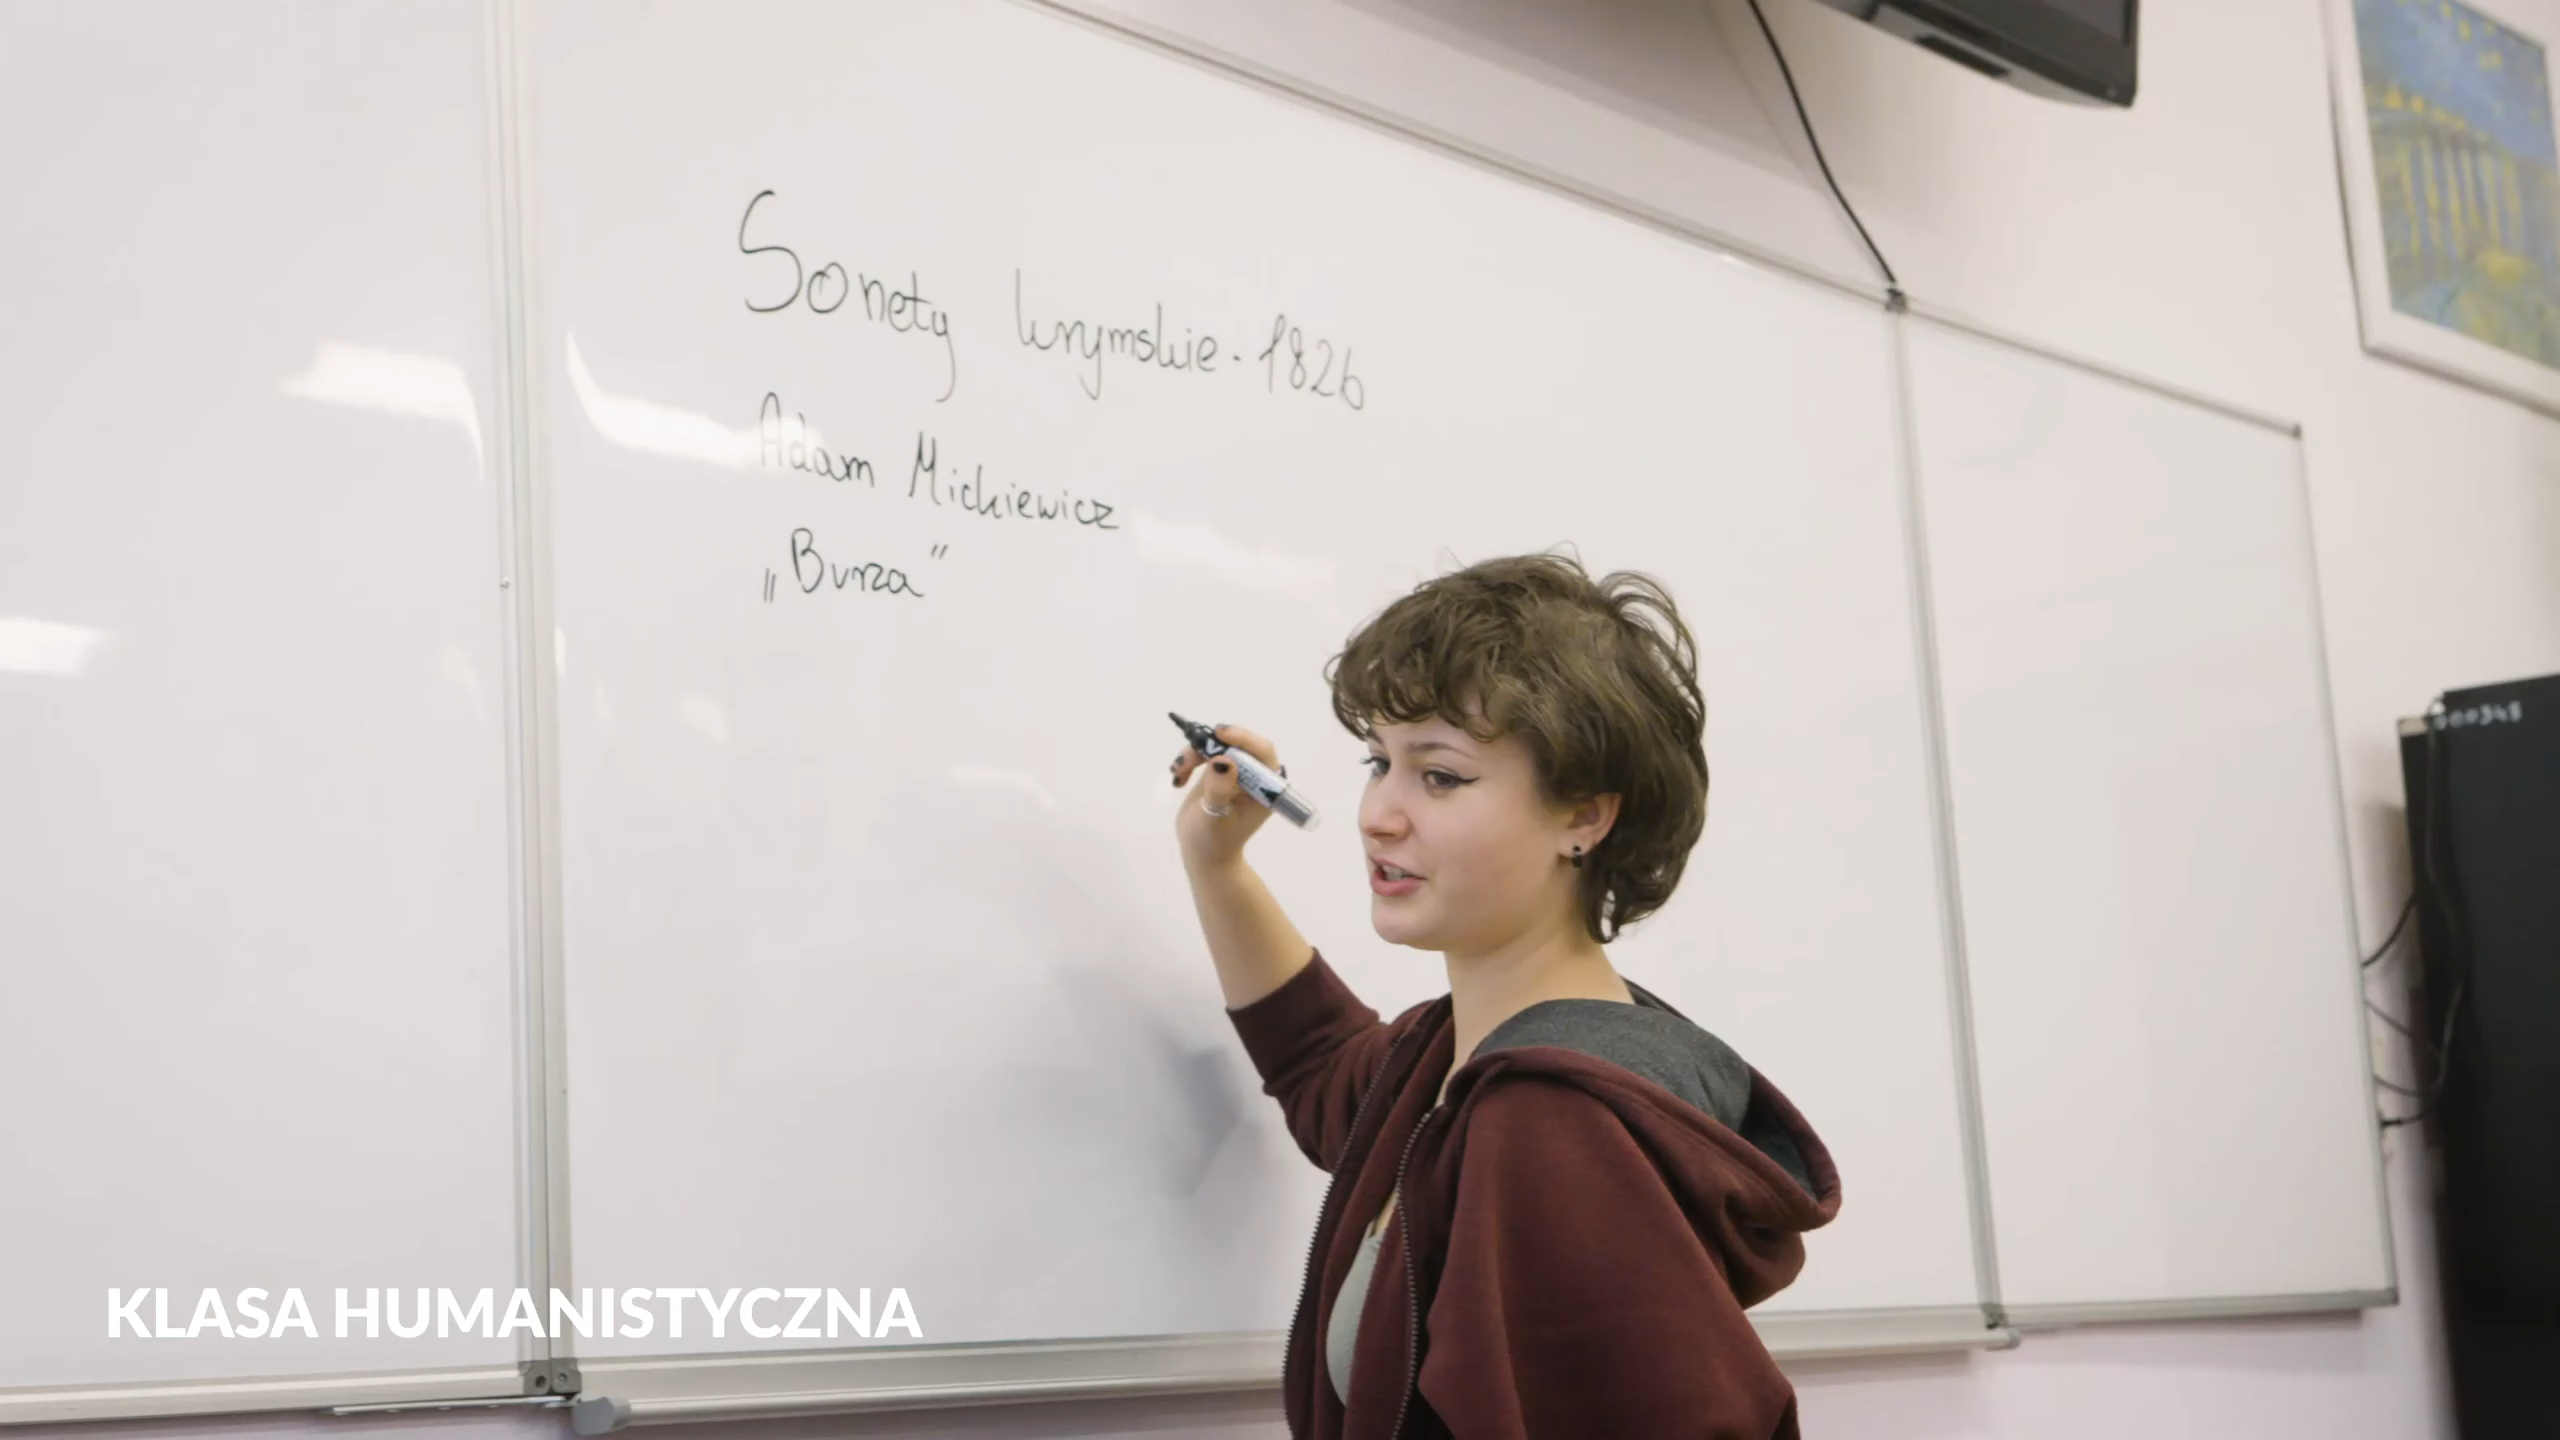 Sonety krymskie - 1826
Adam Mickiewicz
„Burza”
KLASA HUMANISTYCZNA